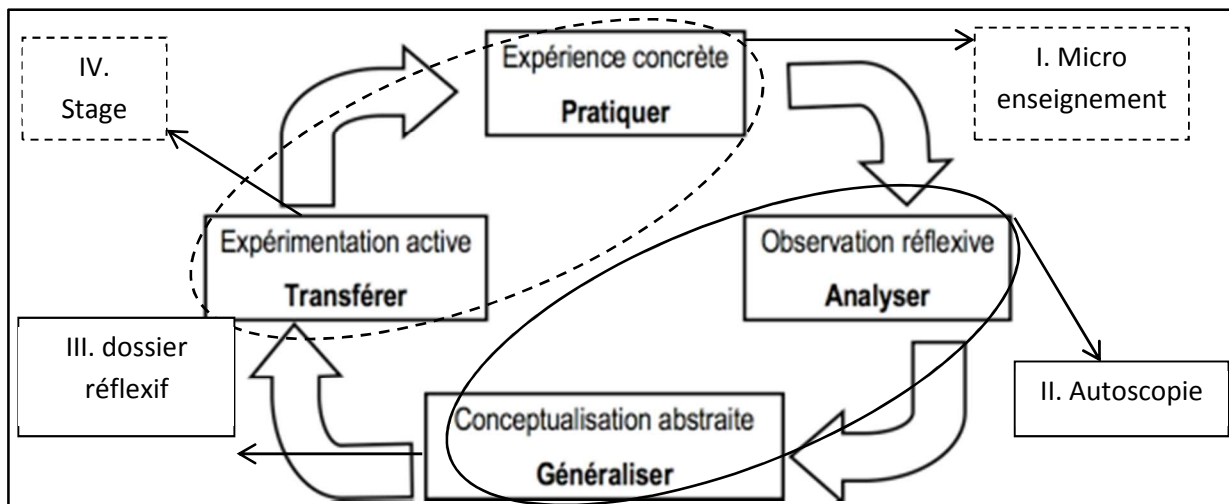 IV.
Stage
Expérience concrète
Pratiquer
I. Micro
enseignement
Expérimentation active
Transférer
Observation réflexive
Analyser
III. dossier
réflexif
Conceptualisation abstraite
Généraliser
II. Autoscopie